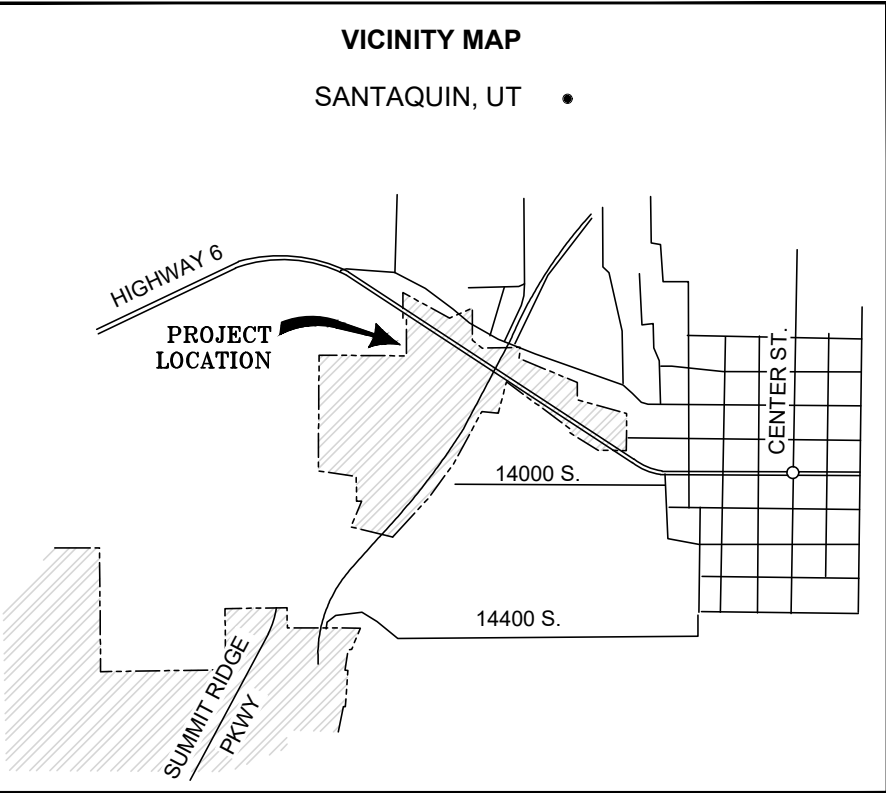 VICINITY MAP
SANTAQUIN, UT
HIGHWAY 6
PROJECT
LOCATION
CENTER ST.
14000 S.
14400 S.
SUMMIT RIDGE
PKWY